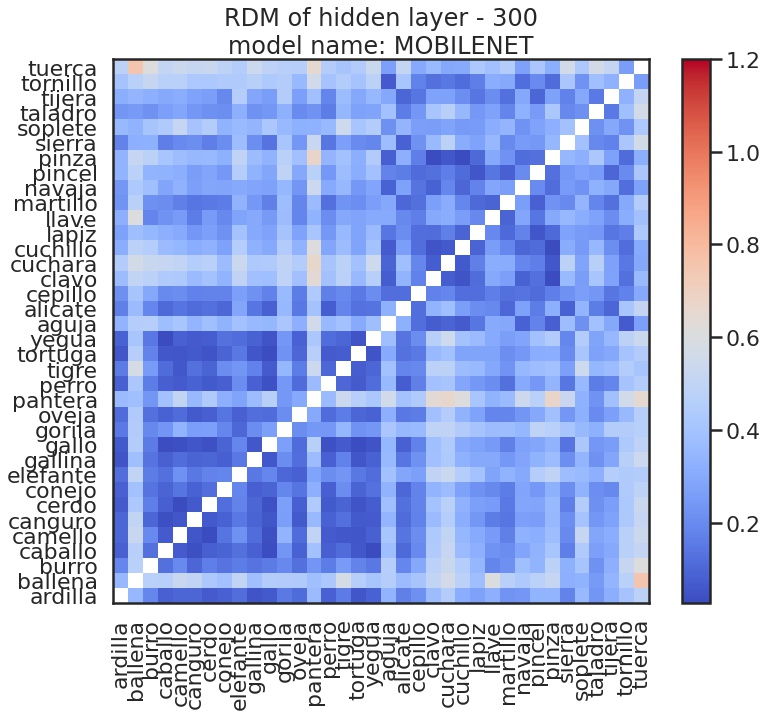 RDM of hidden layer - 300
model name: MOBILENET
tuerca
tornillo
tijera
taladro
soplete
sierra
pinza
pincel
navaja
martillo
llave
lapiz
cuchillo
cuchara
clavo
cepillo
alicate
aguja
yegua
tortuga
tigre
perro
pantera
oveja
gorila
gallo
gallina
elefante
conejo
cerdo
canguro
camello
caballo
burro
ballena
ardilla
ardilla
ballena
burro
caballo
camello
canguro
cerdo
conejo
elefante
gallina
gallo
gorila
oveja
pantera
perro
tigre
tortuga
yegua
aguja
alicate
cepillo
clavo
cuchara
cuchillo
lapiz
llave
martillo
navaja
pincel
pinza
sierra
soplete
taladro
tijera
tornillo
tuerca
1.2
1.0
0.8
0.6
0.4
0.2